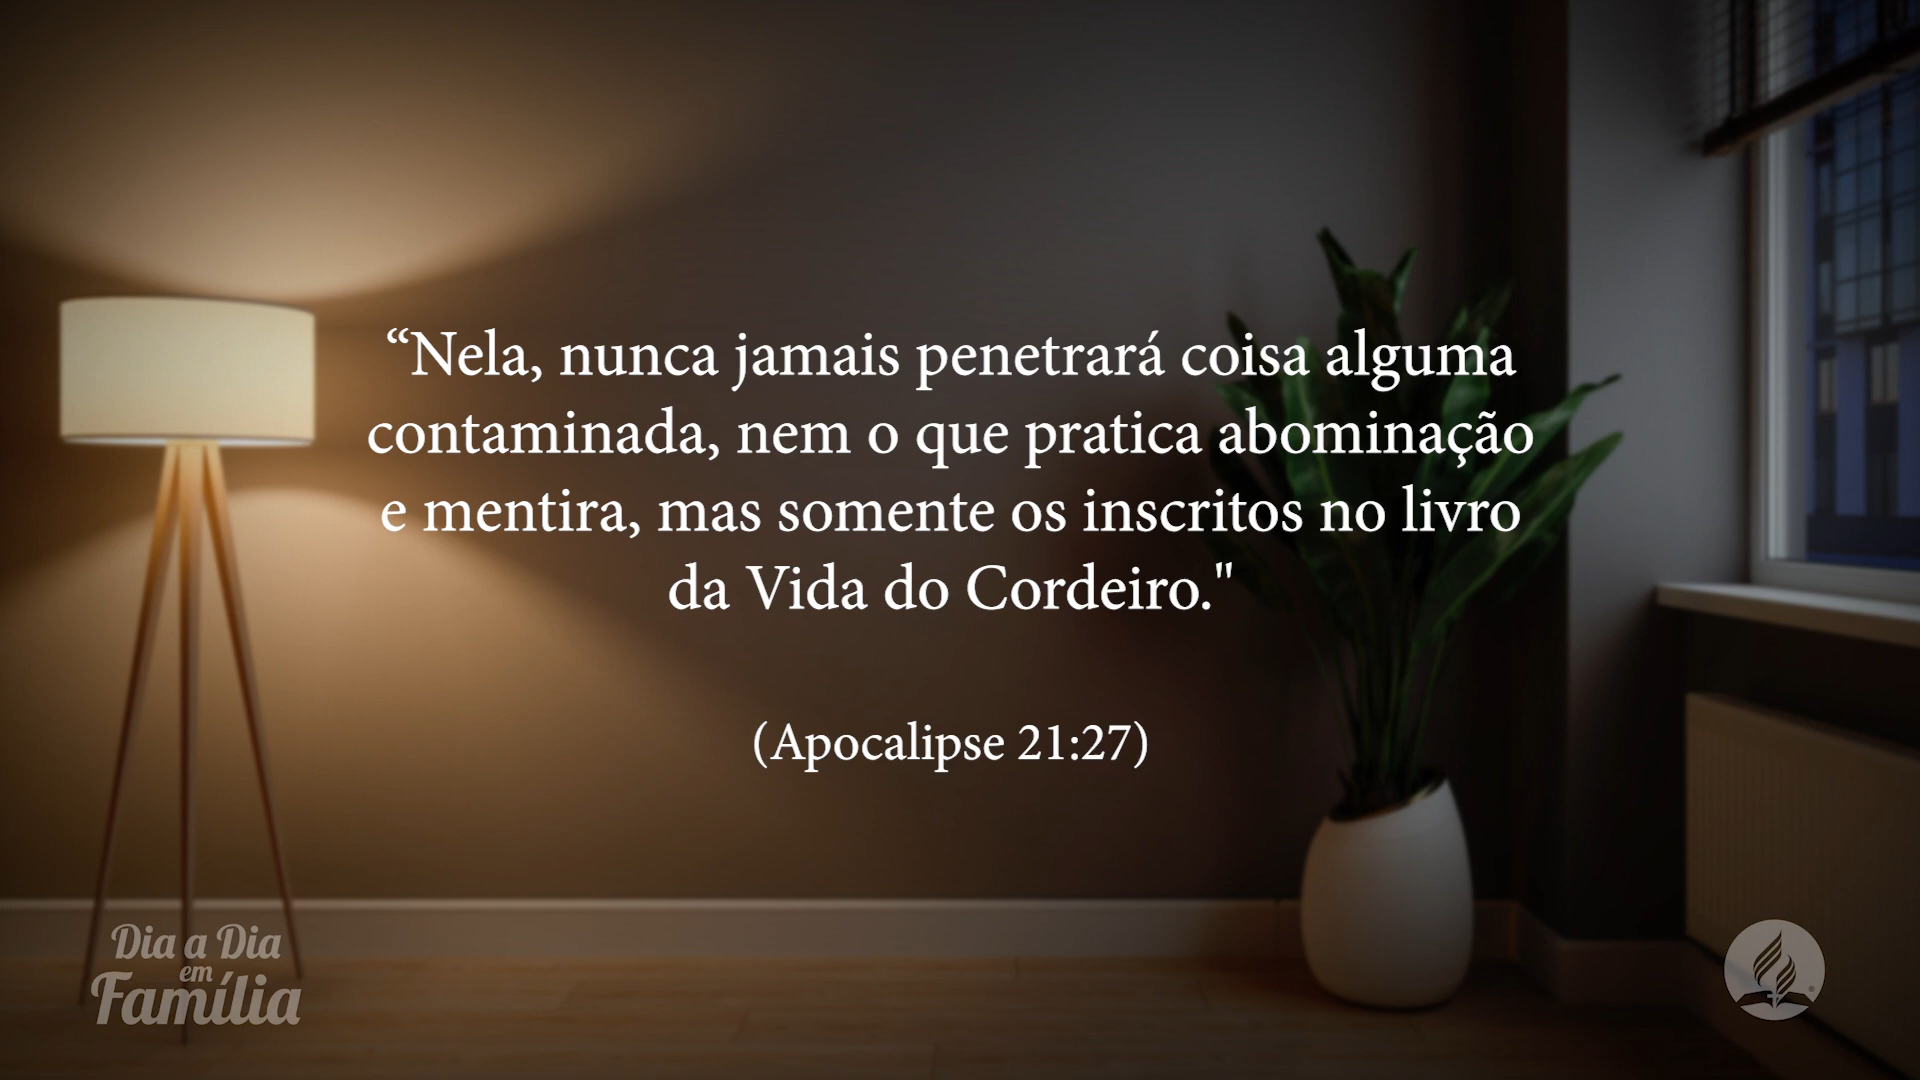 “Nela, nunca jamais penetrará coisa alguma
contaminada, nem o que pratica abominação
e mentira, mas somente os inscritos no livro
da Vida do Cordeiro."
(Apocalipse 21:27)
Dia a Dia
em
Família